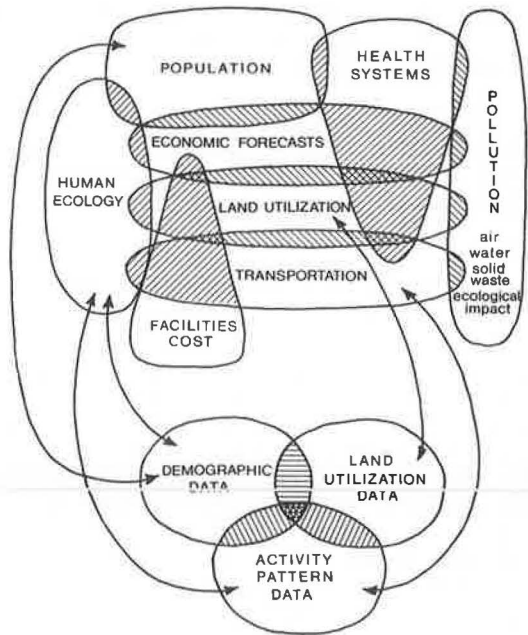 POPULATION
HEALTH
SYSTEMS
POLLUTION
air
water
solid
waste
ecological
impact
ECONOMIC FORECASTS
HUMAN
ECOLOGY
LAND UTILIZATION
TRANSPORTATION
FACILITIES
COST
DEMOGRAPHIC
DATA
LAND
UTILIZATION
DATA
ACTIVITY
PATTERN
DATA